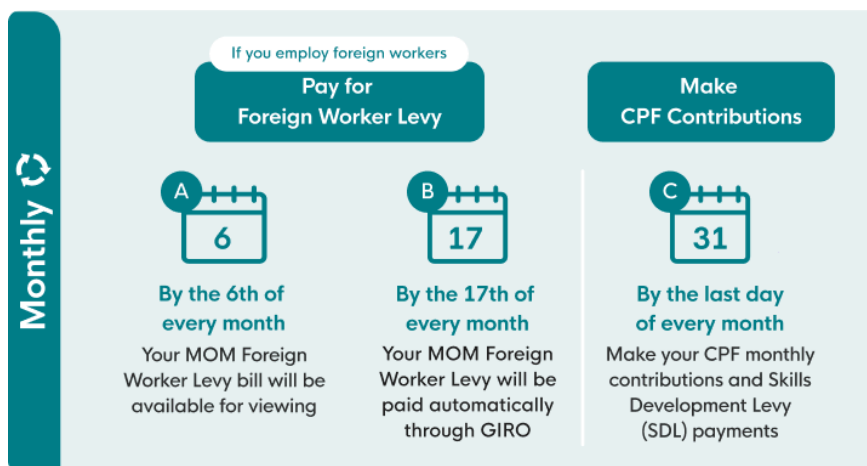 Monthly
If you employ foreign workers
Pay for
Foreign Worker Levy
A
6
By the 6th of
every month
Your MOM Foreign
Worker Levy bill will be
available for viewing
B
17
By the 17th of
every month
Your MOM Foreign
Worker Levy will be
paid automatically
through GIRO
Make
CPF Contributions
C
31
By the last day
of every month
Make your CPF monthly
contributions and Skills
Development Levy
(SDL) payments